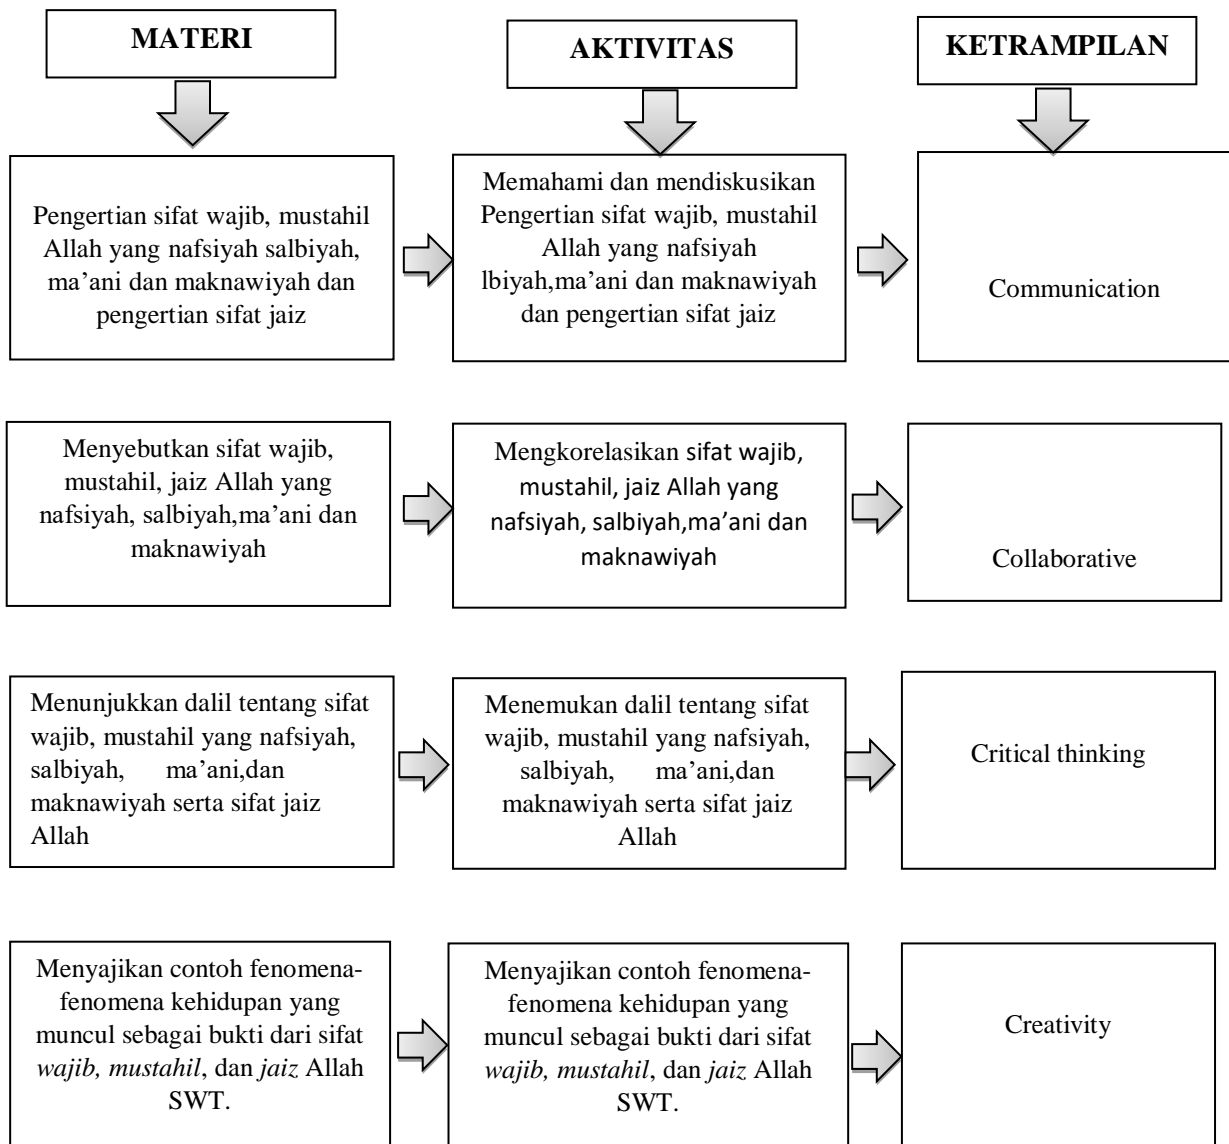 MATERI
AKTIVITAS
KETRAMPILAN
Pengertian sifat wajib, mustahil
Allah yang nafsiyah salbiyah,
ma’ani dan maknawiyah dan
pengertian sifat jaiz
Memahami dan mendiskusikan
Pengertian sifat wajib, mustahil
Allah yang nafsiyah
lbiyah,ma’ani dan maknawiyah
dan pengertian sifat jaiz
Communication
Menyebutkan sifat wajib,
mustahil, jaiz Allah yang
nafsiyah, salbiyah,ma’ani dan
maknawiyah
Mengkorelasikan sifat wajib,
mustahil, jaiz Allah yang
nafsiyah, salbiyah,ma’ani dan
maknawiyah
Collaborative
Menunjukkan dalil tentang sifat
wajib, mustahil yang nafsiyah,
salbiyah, ma’ani,dan
maknawiyah serta sifat jaiz
Allah
Menemukan dalil tentang sifat
wajib, mustahil yang nafsiyah,
salbiyah, ma’ani,dan
maknawiyah serta sifat jaiz
Allah
Critical thinking
Menyajikan contoh fenomena-
fenomena kehidupan yang
muncul sebagai bukti dari sifat
wajib, mustahil, dan jaiz Allah
SWT.
Menyajikan contoh fenomena-
fenomena kehidupan yang
muncul sebagai bukti dari sifat
wajib, mustahil, dan jaiz Allah
SWT.
Creativity